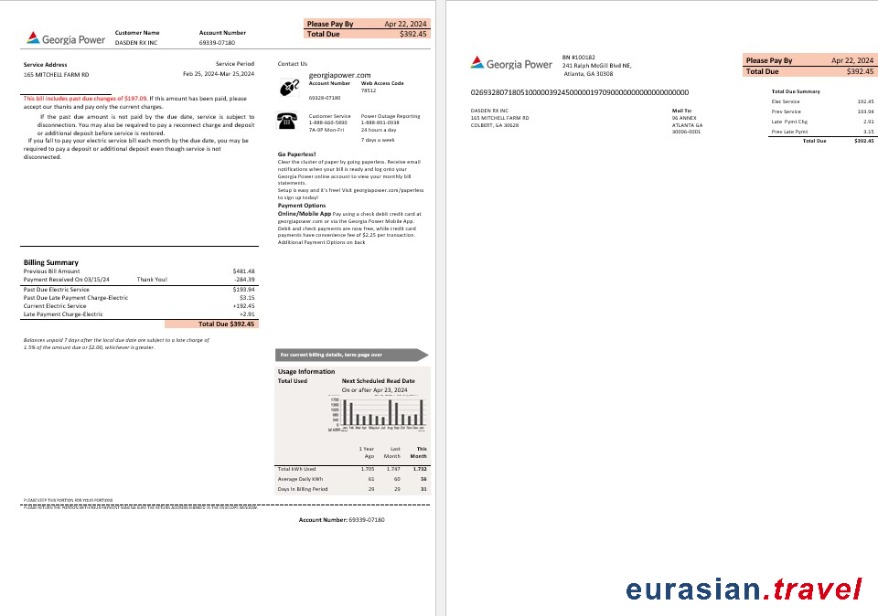 Georgia Power
Customer Name
DASDEN RX INC
Account Number
69339-07180
Please Pay By Apr 22, 2024
Total Due $392.45
Service Address
165 MITCHELL FARM RD
Service Period
Feb 25, 2024-Mar 25,2024
This bill includes past due changes of $197.09. If this amount has been paid, please
accept our thanks and pay only the current charges.
If the past due amount is not paid by the due date, service is subject to
disconnection. You may also be required to pay a reconnect charge and deposit
or additional deposit before service is restored.
If you fall to pay your electric service bill each month by the due date, you may be
required to pay a deposit or additional deposit even though service is not
disconnected.
Contact Us
georgiapower.com
Account Number Web Access Code
78512
69328-07180
Customer Service Power Outage Reporting
1-888-660-5890 1-888-891-0938
7A-9P Mon-Fri 24 hours a day
7 days a week
Go Paperless!
Clear the cluster of paper by going paperless. Receive email
notifications when your bill is ready and log onto your
Georgia Power online account to view your monthly bill
statements.
Setup is easy and it's free! Visit georgiapower.com/paperless
to sign up today!
Payment Options
Online/Mobile App Pay using a check debit credit card at
georgiapower.com or via the Georgia Power Mobile App.
Debit and check payments are now free, while credit card
payments have convenience fee of $2.25 per transaction.
Additional Payment Options on back
Billing Summary
Previous Bill Amount $481.48
Payment Received On 03/15/24 Thank You! -284.39
Past Due Electric Service $193.94
Past Due Late Payment Charge-Electric $3.15
Current Electric Service +192.45
Late Payment Charge-Electric +2.91
Total Due $392.45
Balances unpaid 7 days after the local due date are subject to a late charge of
1.5% of the amount due or $2.00, whichever is greater.
For current billing details, term page over
Usage Information
Total Used Next Scheduled Read Date
On or after Apr 23, 2024
1 Year Ago Last Month This Month
Total kWh Used 1.705 1.747 1.732
Average Daily kWh 61 60 56
Days In Billing Period 29 29 31
PLEASE KEEP THIS PORTION FOR YOUR PORTIONS
Account Number: 69339-07180
Georgia Power
BIN #100182
241 Ralph McGill Blvd NE,
Atlanta, GA 30308
Please Pay By Apr 22, 2024
Total Due $392.45
DASDEN RX INC
165 MITCHELL FARM RD
COLBERT, GA 30628
Mail To:
96 ANNEX
ATLANTA GA
30096-0001
Total Due Summary
Elec Service 192.45
Prev Service 193.94
Late Pymt Chg 2.91
Prev Late Pymt 3.15
Total Due $392.45
eurasian.travel